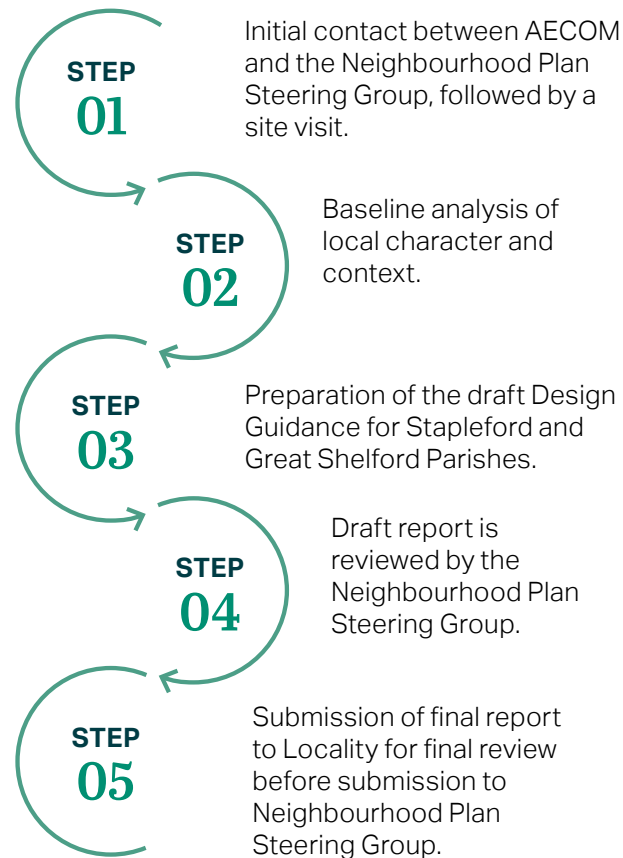 STEP
01
Initial contact between AECOM
and the Neighbourhood Plan
Steering Group, followed by a
site visit.
STEP
02
Baseline analysis of
local character and
context.
STEP
03
Preparation of the draft Design
Guidance for Stapleford and
Great Shelford Parishes.
STEP
04
Draft report is
reviewed by the
Neighbourhood Plan
Steering Group.
STEP
05
Submission of final report
to Locality for final review
before submission to
Neighbourhood Plan
Steering Group.